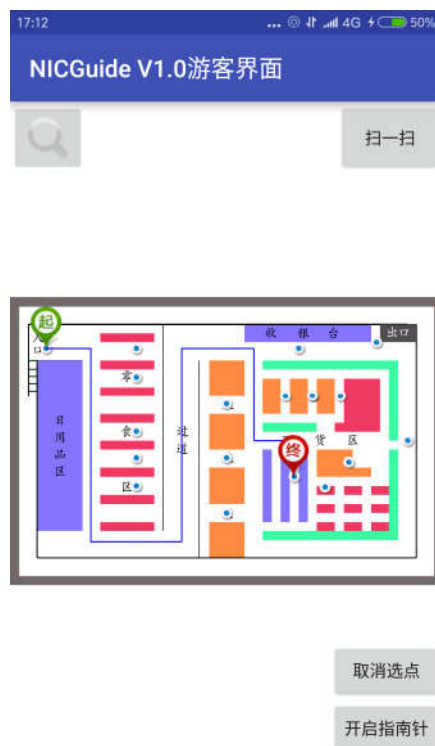 17:12
... 4G 50%
NICGuide V1.0游客界面
扫一扫
起
口
收银台
出口
零
食
区
日用品区
过道
货区
终
取消选点
开启指南针